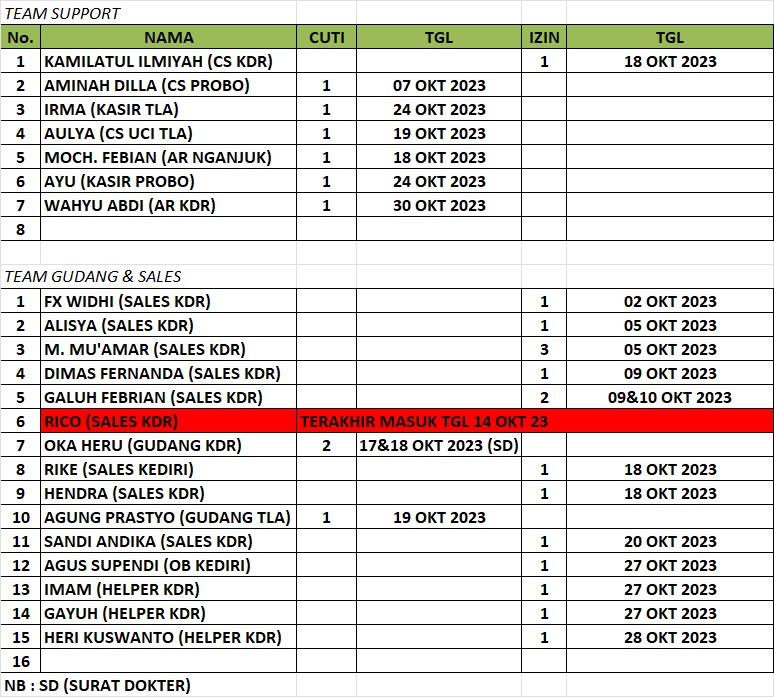 TEAM SUPPORT
No. NAMA CUTI TGL IZIN TGL
1 KAMILATUL ILMIYAH (CS KDR) 1 18 OKT 2023
2 AMINAH DILLA (CS PROBO) 1 07 OKT 2023
3 IRMA (KASIR TLA) 1 24 OKT 2023
4 AULYA (CS UCI TLA) 1 19 OKT 2023
5 MOCH. FEBIAN (AR NGANJUK) 1 18 OKT 2023
6 AYU (KASIR PROBO) 1 24 OKT 2023
7 WAHYU ABDI (AR KDR) 1 30 OKT 2023
8
TEAM GUDANG & SALES
1 FX WIDHI (SALES KDR) 1 02 OKT 2023
2 ALISYA (SALES KDR) 1 05 OKT 2023
3 M. MU'AMAR (SALES KDR) 3 05 OKT 2023
4 DIMAS FERNANDA (SALES KDR) 1 09 OKT 2023
5 GALUH FEBRIAN (SALES KDR) 2 09&10 OKT 2023
6 RICO (SALES KDR) TERAKHIR MASUK TGL 14 OKT 23
7 OKA HERU (GUDANG KDR) 2 17&18 OKT 2023 (SD)
8 RIKE (SALES KEDIRI) 1 18 OKT 2023
9 HENDRA (SALES KDR) 1 18 OKT 2023
10 AGUNG PRASTYO (GUDANG TLA) 1 19 OKT 2023
11 SANDI ANDIKA (SALES KDR) 1 20 OKT 2023
12 AGUS SUPENDI (OB KEDIRI) 1 27 OKT 2023
13 IMAM (HELPER KDR) 1 27 OKT 2023
14 GAYUH (HELPER KDR) 1 27 OKT 2023
15 HERI KUSWANTO (HELPER KDR) 1 28 OKT 2023
16
NB : SD (SURAT DOKTER)